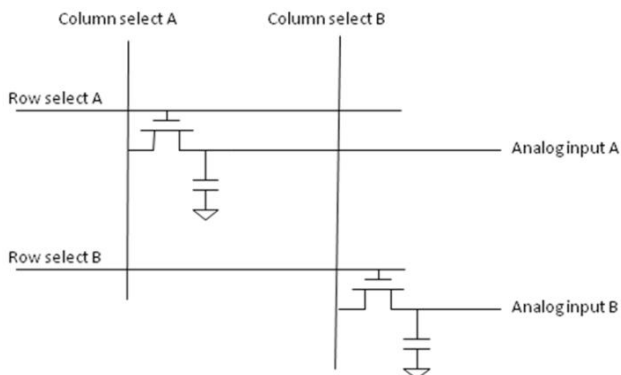 Column select A
Column select B
Row select A
Analog input A
Row select B
Analog input B